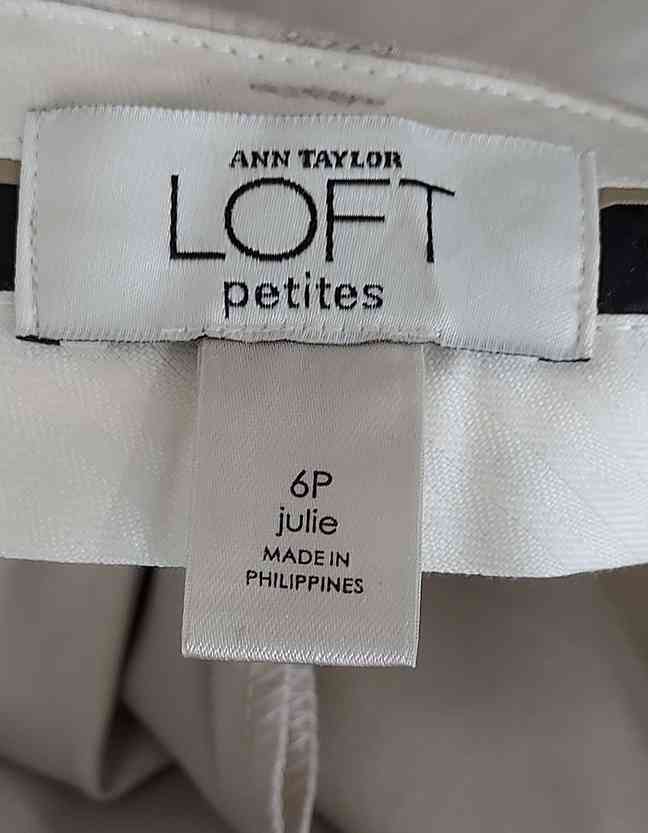 ANN TAYLOR
LOFT
petites
6P
julie
MADE IN
PHILIPPINES